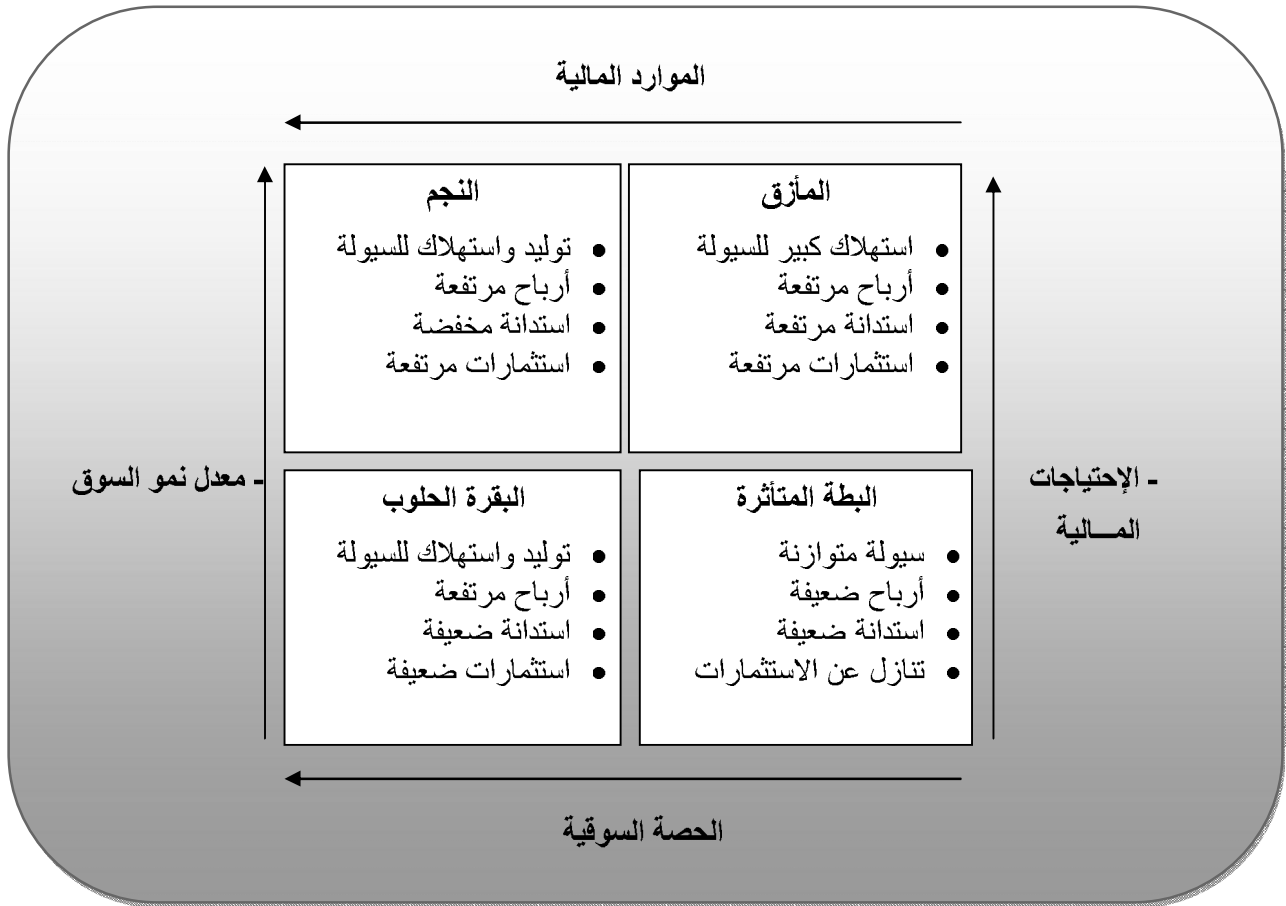 الموارد المالية
المأزق
● استهلاك كبير للسيولة
● أرباح مرتفعة
● استدانة مرتفعة
● استثمارات مرتفعة
النجم
● توليد واستهلاك للسيولة
● أرباح مرتفعة
● استدانة مخفضة
● استثمارات مرتفعة
- الإحتياجات
المـــالية
- معدل نمو السوق
البطة المتأثرة
● سيولة متوازنة
● أرباح ضعيفة
● استدانة ضعيفة
● تنازل عن الاستثمارات
البقرة الحلوب
● توليد واستهلاك للسيولة
● أرباح مرتفعة
● استدانة ضعيفة
● استثمارات ضعيفة
الحصة السوقية